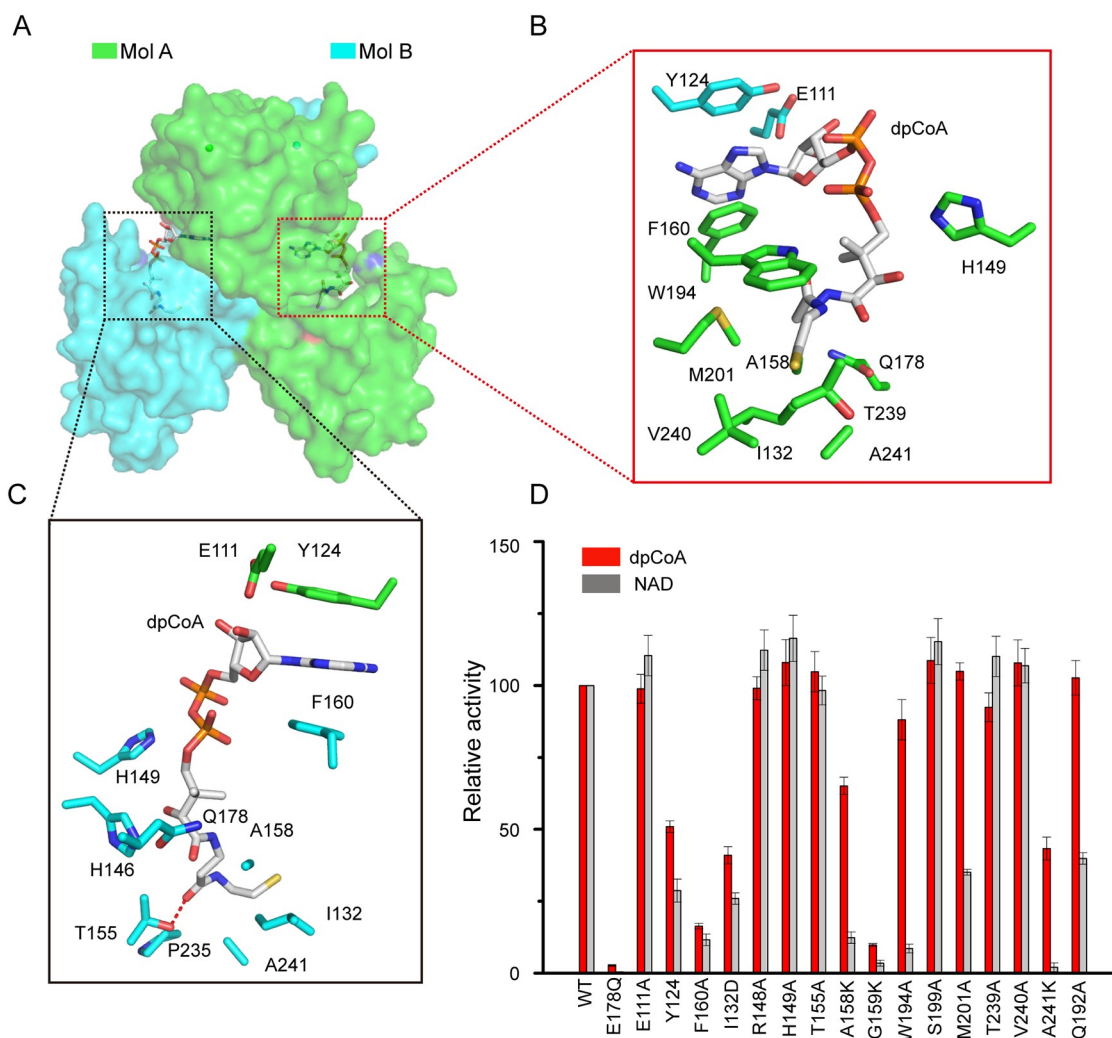 A
Mol A
Mol B
B
Y124
E111
dpCoA
F160
H149
W194
M201
A158
Q178
T239
V240
I132
A241
C
E111
Y124
dpCoA
F160
H149
Q178
A158
H146
I132
T155
P235
A241
D
dpCoA
NAD
Relative activity
150
100
50
0
WT
E178Q
E111A
Y124
F160A
I132D
R148A
H149A
T155A
A158K
G159K
W194A
S199A
M201A
T239A
V240A
A241K
Q192A